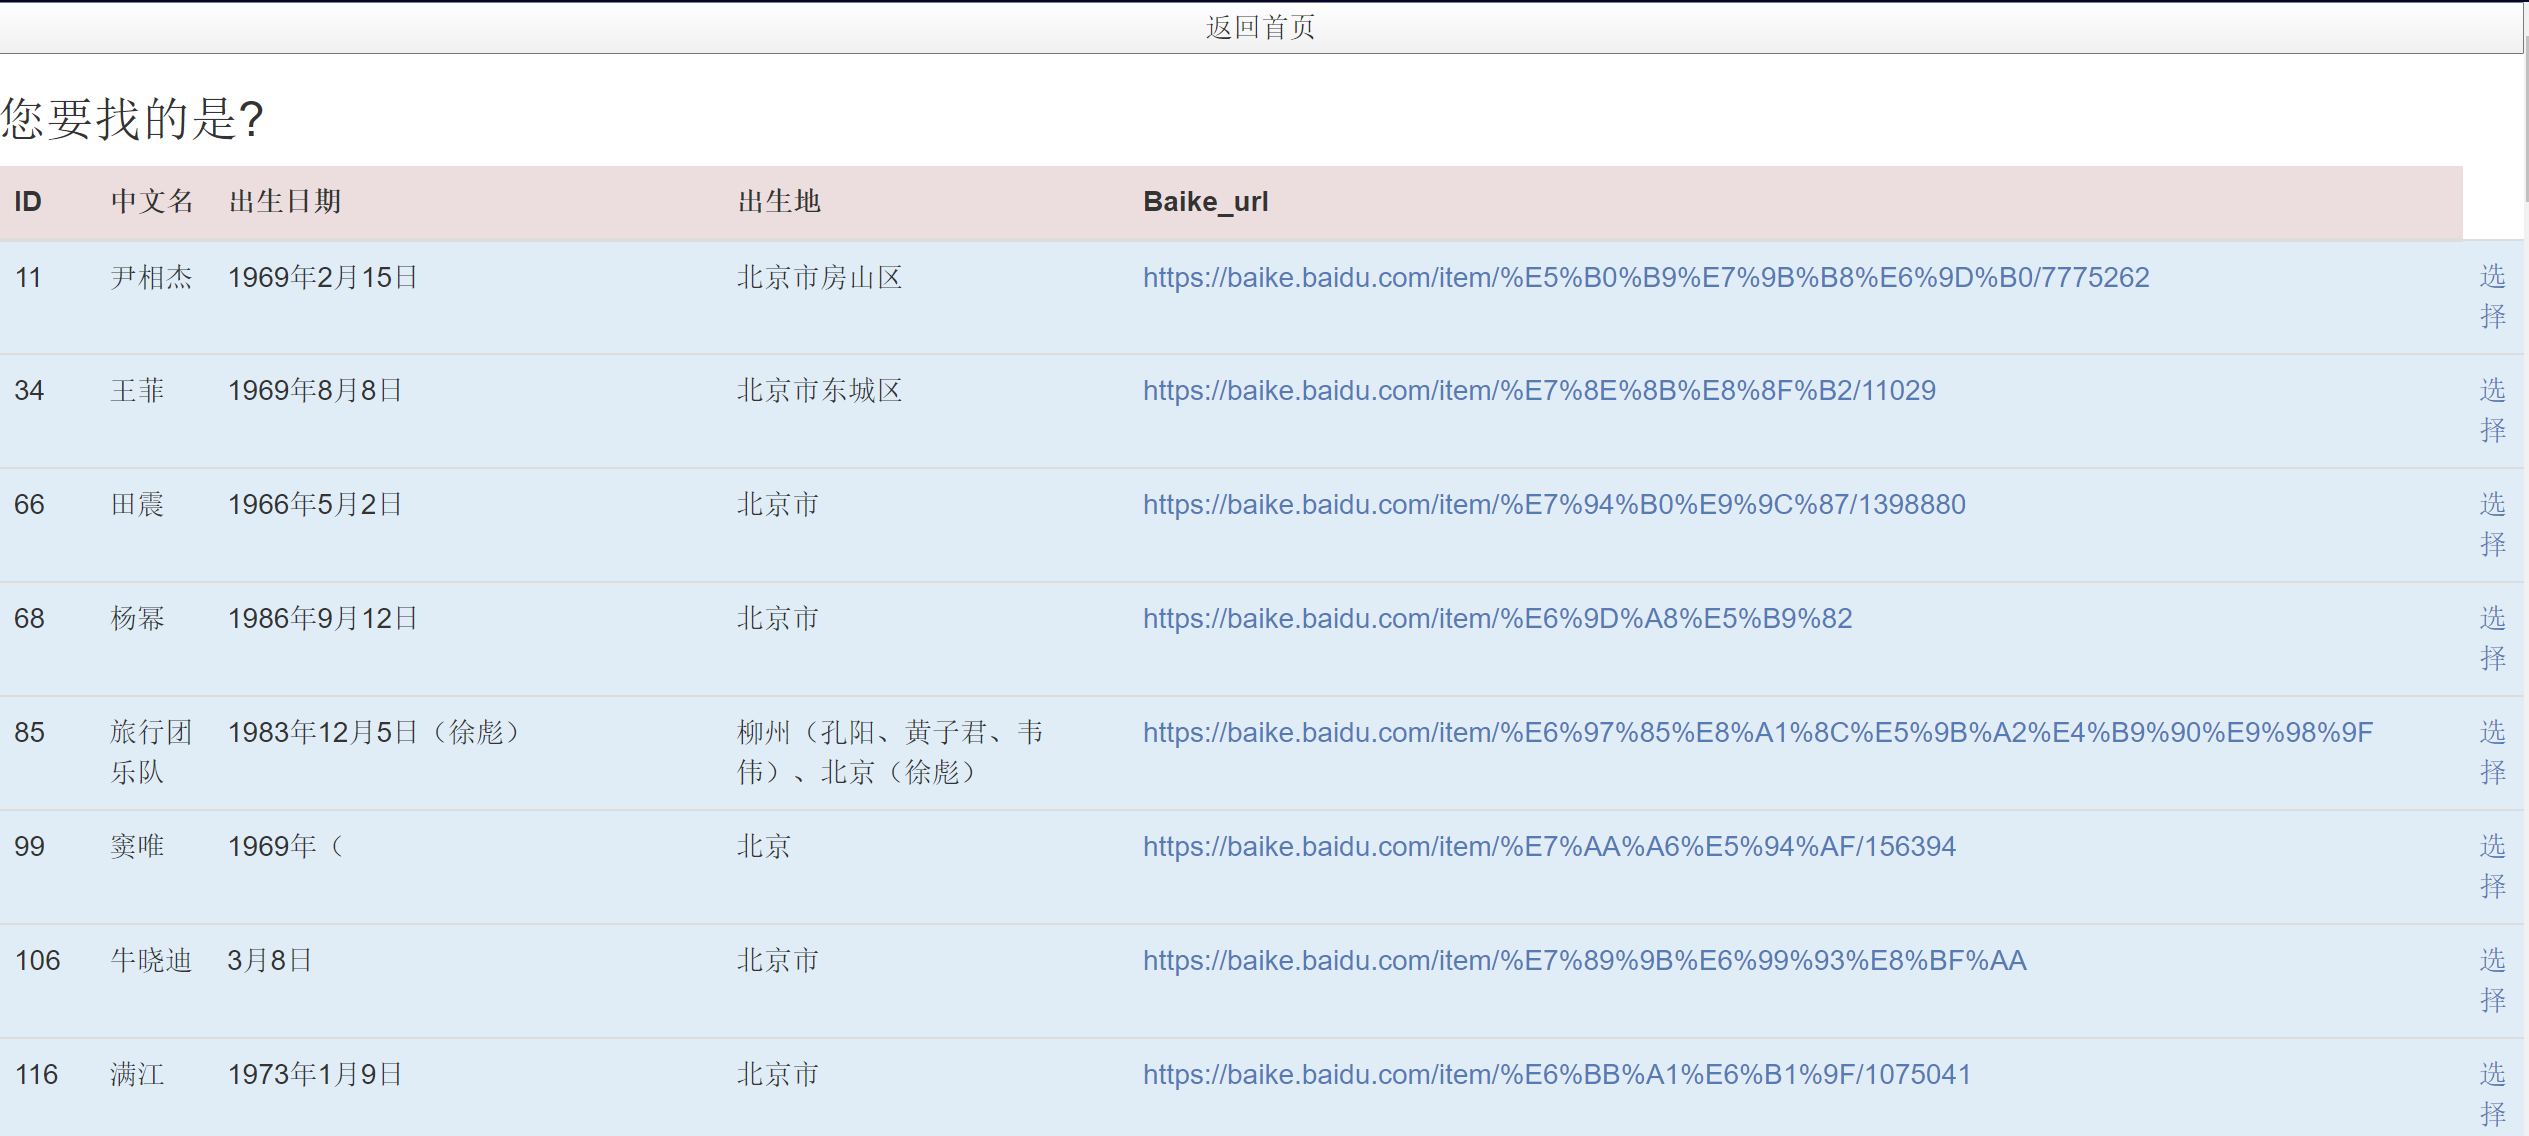 返回首页
您要找的是?
ID 中文名 出生日期 出生地 Baike_url
11 尹相杰 1969年2月15日 北京市房山区 https://baike.baidu.com/item/%E5%B0%B9%E7%9B%B8%E6%9D%B0/7775262 选
择
34 王菲 1969年8月8日 北京市东城区 https://baike.baidu.com/item/%E7%8E%8B%E8%8F%B2/11029 选
择
66 田震 1966年5月2日 北京市 https://baike.baidu.com/item/%E7%94%B0%E9%9C%87/1398880 选
择
68 杨幂 1986年9月12日 北京市 https://baike.baidu.com/item/%E6%9D%A8%E5%B9%82 选
择
85 旅行团 1983年12月5日（徐彪） 柳州（孔阳、黄子君、韦 https://baike.baidu.com/item/%E6%97%85%E8%A1%8C%E5%9B%A2%E4%B9%90%E9%98%9F 选
乐队 伟）、北京（徐彪） 择
99 窦唯 1969年（ 北京 https://baike.baidu.com/item/%E7%AA%A6%E5%94%AF/156394 选
择
106 牛晓迪 3月8日 北京市 https://baike.baidu.com/item/%E7%89%9B%E6%99%93%E8%BF%AA 选
择
116 满江 1973年1月9日 北京市 https://baike.baidu.com/item/%E6%BB%A1%E6%B1%9F/1075041 选
择